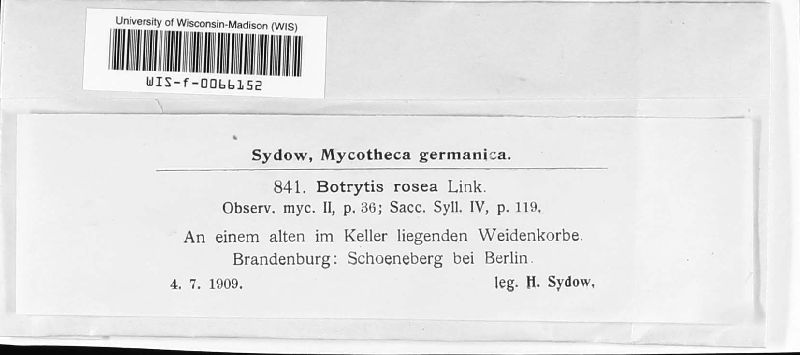 University of Wisconsin-Madison (WIS)
WIS-f-0066152
Sydow, Mycotheca germanica.
841. Botrytis rosea Link.
Observ. myc. II, p. 36; Sacc. Syll. IV, p. 119.
An einem alten im Keller liegenden Weidenkorbe.
Brandenburg: Schoeneberg bei Berlin.
4. 7. 1909. leg. H. Sydow,